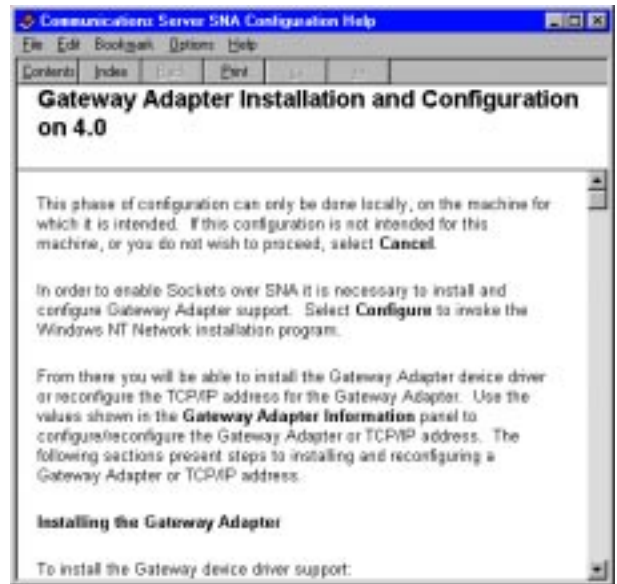 Communications Server SNA Configuration Help
File Edit Bookmark Options Help
Contents Index Back Print << >>
Gateway Adapter Installation and Configuration
on 4.0
This phase of configuration can only be done locally, on the machine for
which it is intended. If this configuration is not intended for this
machine, or you do not wish to proceed, select Cancel.
In order to enable Sockets over SNA it is necessary to install and
configure Gateway Adapter support. Select Configure to invoke the
Windows NT Network installation program.
From there you will be able to install the Gateway Adapter device driver
or reconfigure the TCP/IP address for the Gateway Adapter. Use the
values shown in the Gateway Adapter Information panel to
configure/reconfigure the Gateway Adapter or TCP/IP address. The
following sections present steps to installing and reconfiguring a
Gateway Adapter or TCP/IP address.
Installing the Gateway Adapter
To install the Gateway device driver support: